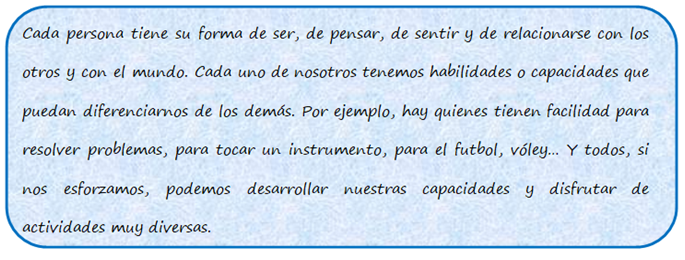 Cada persona tiene su forma de ser, de pensar, de sentir y de relacionarse con los
otros y con el mundo. Cada uno de nosotros tenemos habilidades o capacidades que
puedan diferenciarnos de los demás. Por ejemplo, hay quienes tienen facilidad para
resolver problemas, para tocar un instrumento, para el futbol, vóley... Y todos, si
nos esforzamos, podemos desarrollar nuestras capacidades y disfrutar de
actividades muy diversas.